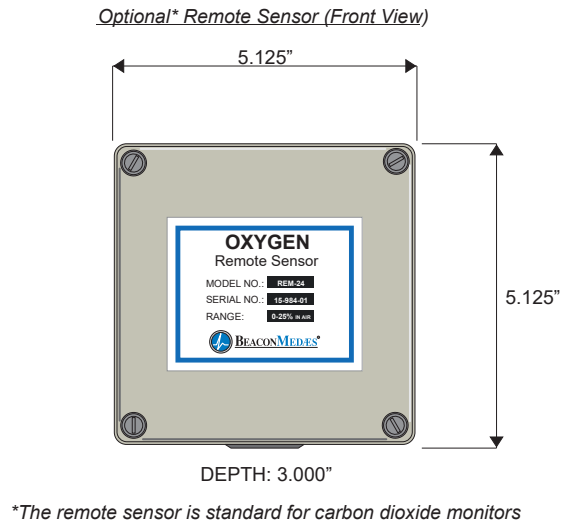 Optional* Remote Sensor (Front View)
5.125”
OXYGEN
Remote Sensor
MODEL NO.: REM-24
SERIAL NO.: 15-984-01
RANGE: 0-25% IN AIR
BEACONMEDÆS
5.125”
DEPTH: 3.000”
*The remote sensor is standard for carbon dioxide monitors